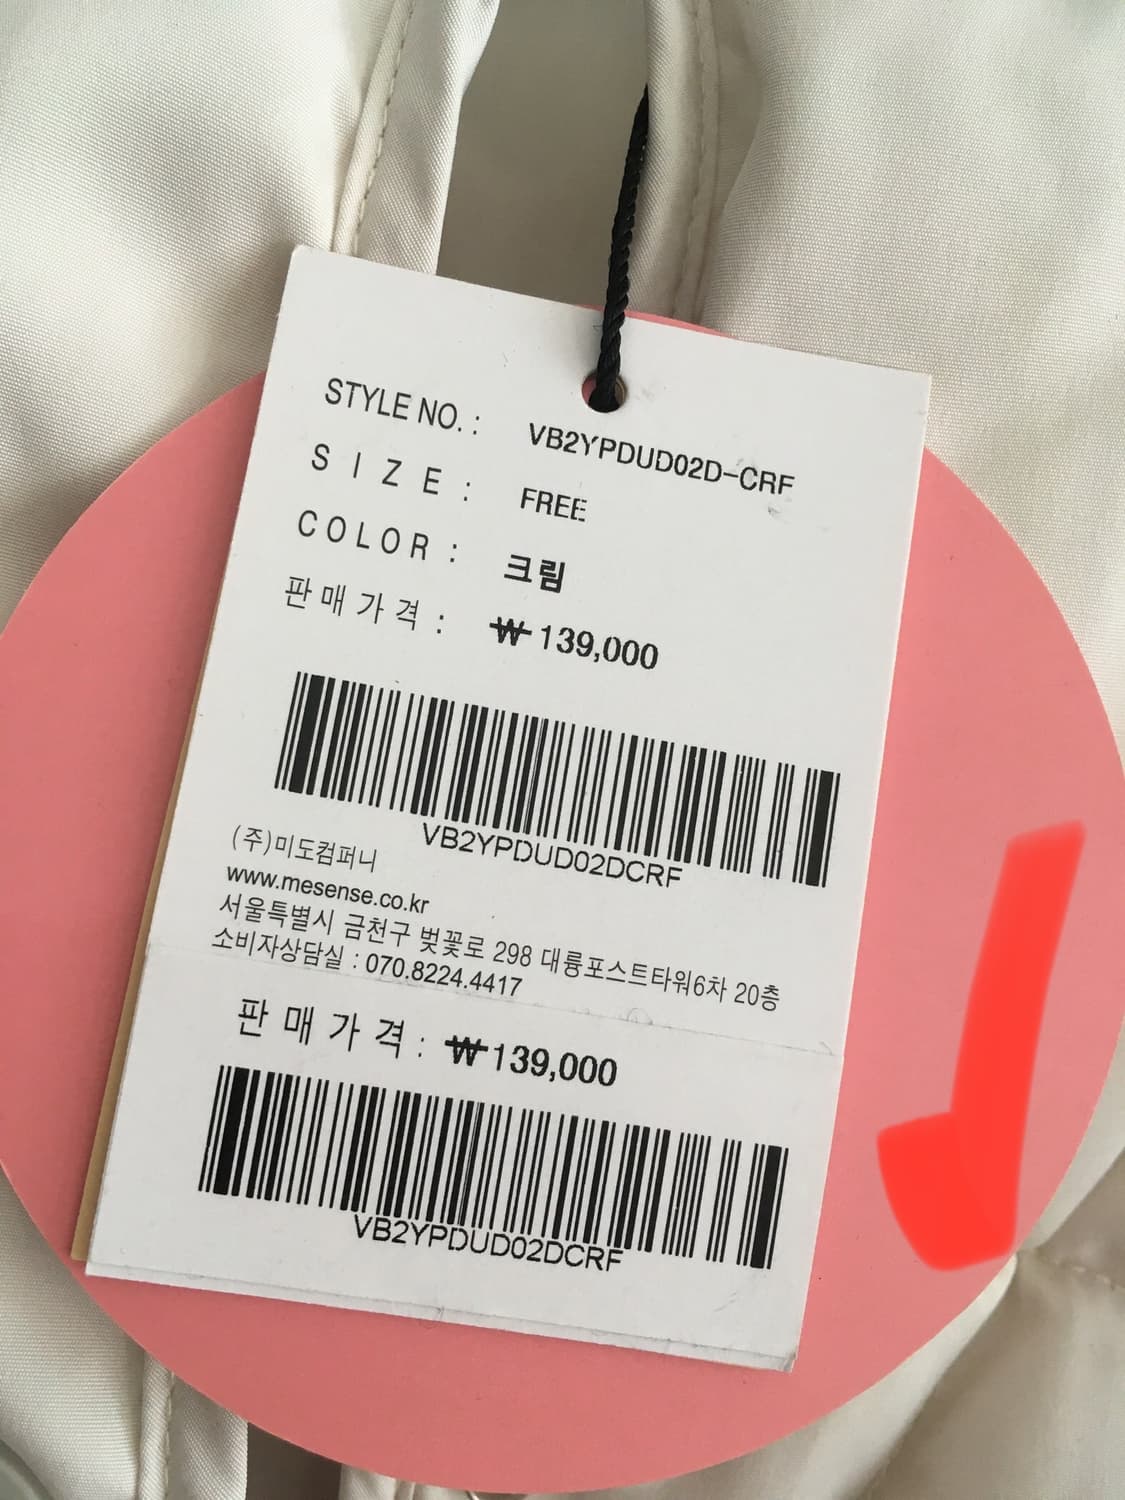 STYLE NO. : VB2YPDUD02D-CRF
SIZE : FREE
COLOR : 크림
판매가격 : ₩139,000
VB2YPDUD02DCRF
(주)미도컴퍼니
www.mesense.co.kr
서울특별시 금천구 벚꽃로 298 대륭포스트타워6차 20층
소비자상담실 : 070.8224.4417
판매가격 : ₩139,000
VB2YPDUD02DCRF